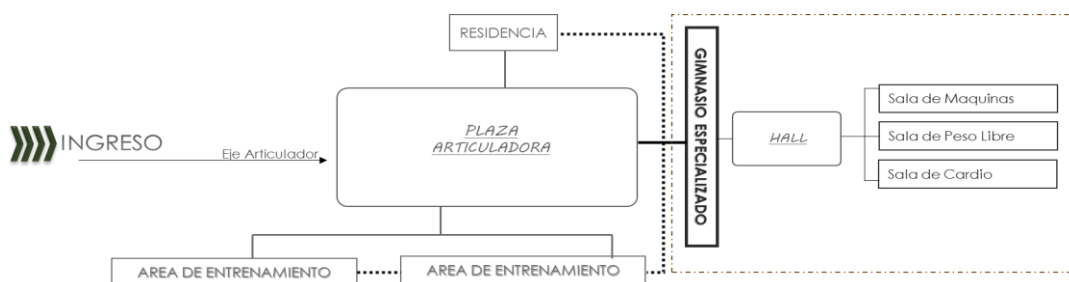 RESIDENCIA
INGRESO
Eje Articulador
PLAZA
ARTICULADORA
GIMNASIO ESPECIALIZADO
HALL
Sala de Maquinas
Sala de Peso Libre
Sala de Cardio
AREA DE ENTRENAMIENTO
AREA DE ENTRENAMIENTO